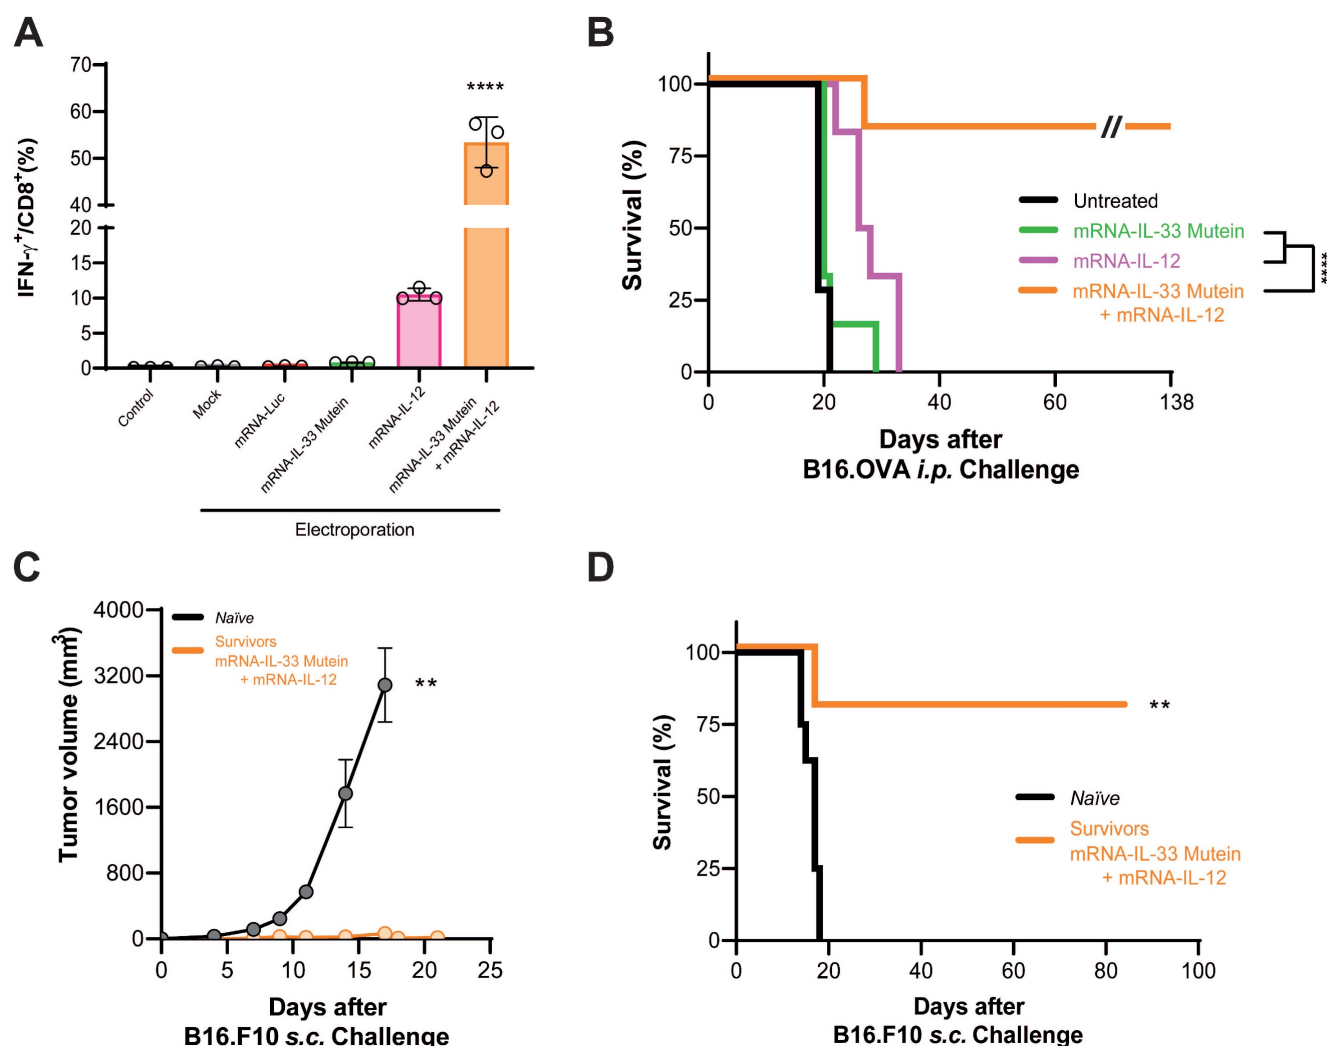 A
IFN-γ+/CD8+(%)
70
60
50
40
20
15
10
5
0
****
Control
Mock
mRNA-Luc
mRNA-IL-33 Mutein
mRNA-IL-12
mRNA-IL-33 Mutein
+ mRNA-IL-12
Electroporation
B
Survival (%)
100
75
50
25
0
//
Untreated
mRNA-IL-33 Mutein
mRNA-IL-12
mRNA-IL-33 Mutein
+ mRNA-IL-12
****
0 20 40 60 138
Days after
B16.OVA i.p. Challenge
C
Tumor volume (mm3)
4000
3200
2400
1600
800
0
Naïve
Survivors
mRNA-IL-33 Mutein
+ mRNA-IL-12
**
0 5 10 15 20 25
Days after
B16.F10 s.c. Challenge
D
Survival (%)
100
75
50
25
0
**
Naïve
Survivors
mRNA-IL-33 Mutein
+ mRNA-IL-12
0 20 40 60 80 100
Days after
B16.F10 s.c. Challenge